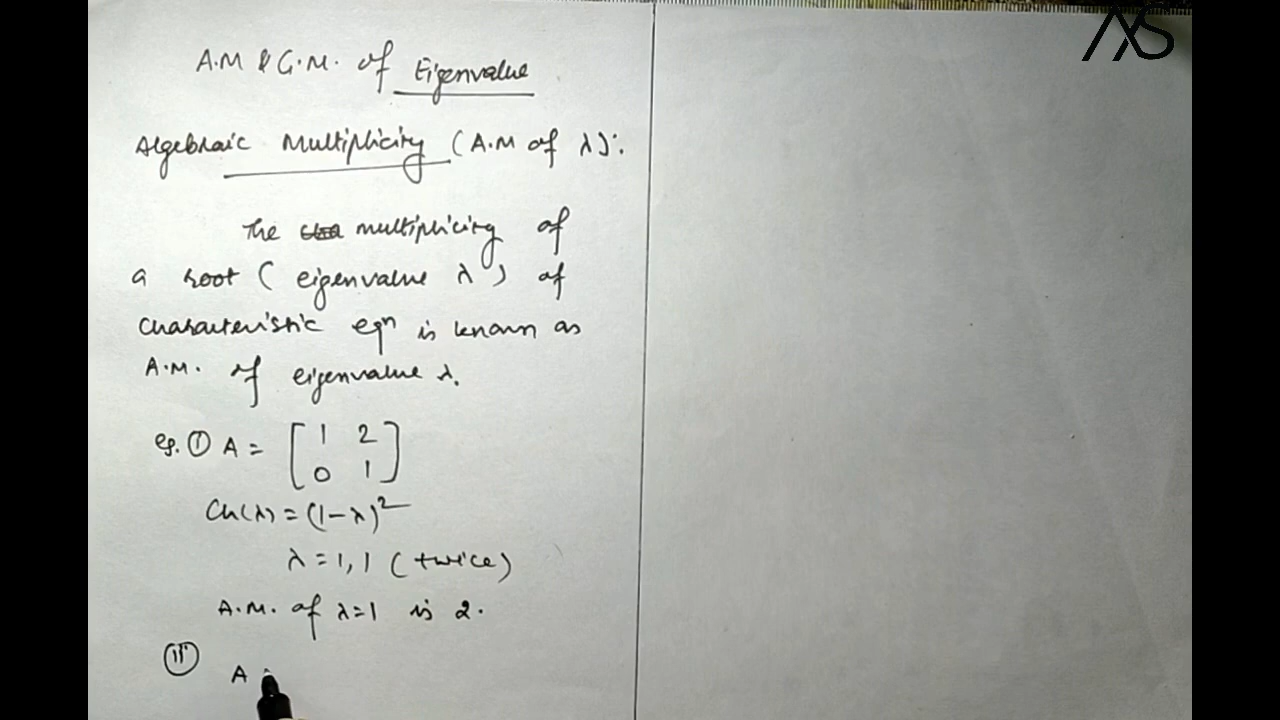 A.M & G.M. of Eigenvalue
Algebraic Multiplicity (A.M of λ):
The multiplicity of
a root (eigenvalue λ) of
characteristic eqn is known as
A.M. of eigenvalue λ.
eg. ① A = [1 2
0 1]
Ch(λ) = (1-λ)²
λ = 1, 1 (twice)
A.M. of λ=1 is 2.
ⅱ A